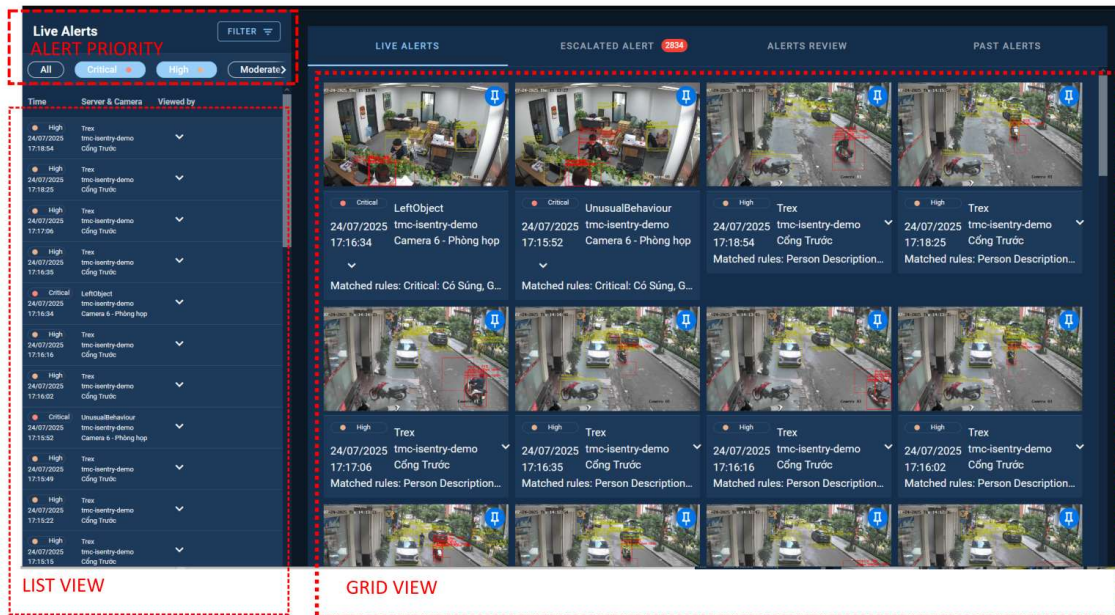 Live Alerts
FILTER
ALERT PRIORITY
All
Critical
High
Moderate
Time Server & Camera Viewed by
High Trex
24/07/2025 tmc-isentry-demo
17:18:54 Cổng Trước
High Trex
24/07/2025 tmc-isentry-demo
17:18:25 Cổng Trước
High Trex
24/07/2025 tmc-isentry-demo
17:17:06 Cổng Trước
High Trex
24/07/2025 tmc-isentry-demo
17:16:35 Cổng Trước
Critical LeftObject
24/07/2025 tmc-isentry-demo
17:16:34 Camera 6 - Phòng họp
High Trex
24/07/2025 tmc-isentry-demo
17:16:16 Cổng Trước
High Trex
24/07/2025 tmc-isentry-demo
17:16:02 Cổng Trước
Critical UnusualBehaviour
24/07/2025 tmc-isentry-demo
17:15:52 Camera 6 - Phòng họp
High Trex
24/07/2025 tmc-isentry-demo
17:15:49 Cổng Trước
High Trex
24/07/2025 tmc-isentry-demo
17:15:22 Cổng Trước
High Trex
24/07/2025 tmc-isentry-demo
17:15:15 Cổng Trước
LIST VIEW
LIVE ALERTS ESCALATED ALERT 2834 ALERTS REVIEW PAST ALERTS
Critical LeftObject
24/07/2025 tmc-isentry-demo
17:16:34 Camera 6 - Phòng họp
Matched rules: Critical: Có Súng, G...
Critical UnusualBehaviour
24/07/2025 tmc-isentry-demo
17:15:52 Camera 6 - Phòng họp
Matched rules: Critical: Có Súng, G...
High Trex
24/07/2025 tmc-isentry-demo
17:18:54 Cổng Trước
Matched rules: Person Description...
High Trex
24/07/2025 tmc-isentry-demo
17:18:25 Cổng Trước
Matched rules: Person Description...
High Trex
24/07/2025 tmc-isentry-demo
17:17:06 Cổng Trước
Matched rules: Person Description...
High Trex
24/07/2025 tmc-isentry-demo
17:16:35 Cổng Trước
Matched rules: Person Description...
High Trex
24/07/2025 tmc-isentry-demo
17:16:16 Cổng Trước
Matched rules: Person Description...
High Trex
24/07/2025 tmc-isentry-demo
17:16:02 Cổng Trước
Matched rules: Person Description...
GRID VIEW